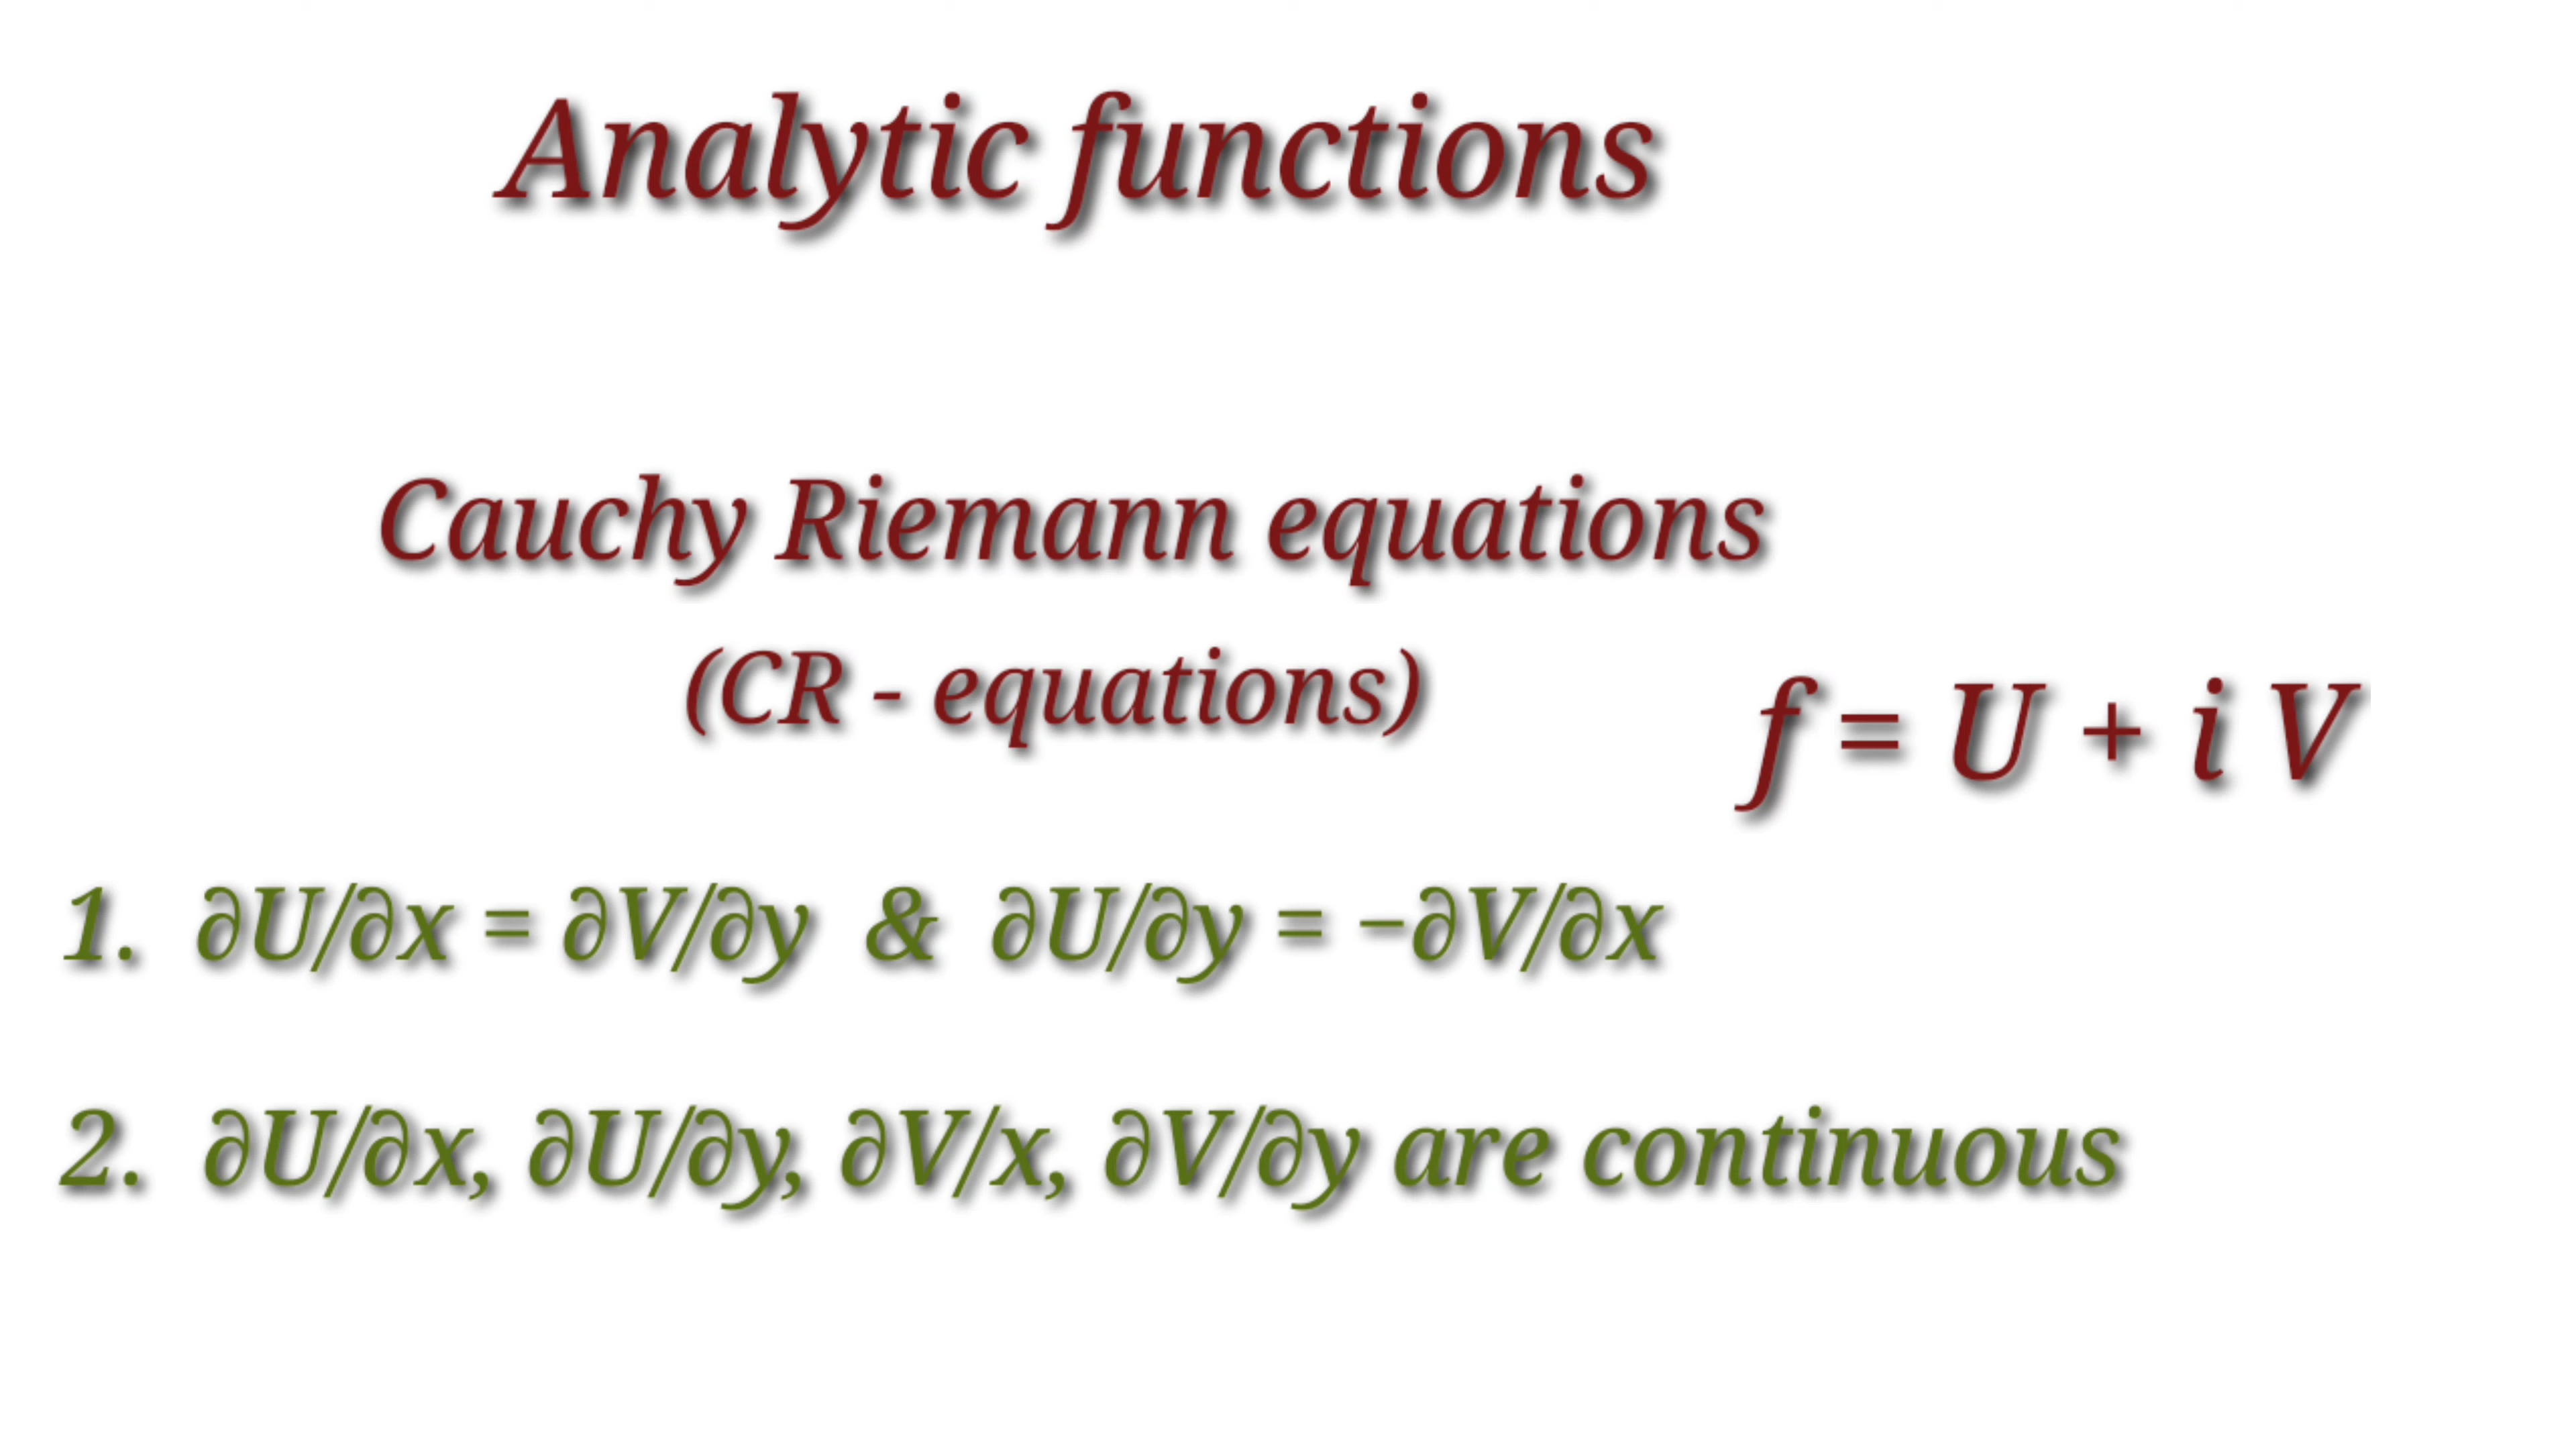 Analytic functions
Cauchy Riemann equations
(CR - equations)
f = U + i V
1. ∂U/∂x = ∂V/∂y & ∂U/∂y = −∂V/∂x
2. ∂U/∂x, ∂U/∂y, ∂V/x, ∂V/∂y are continuous